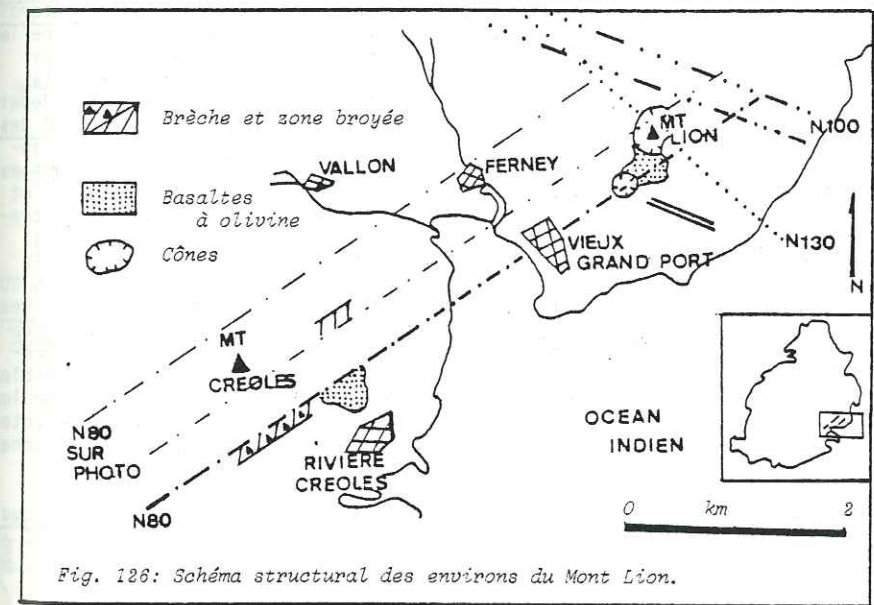 Brèche et zone broyée
Basaltes
à olivine
Cônes
VALLON
FERNEY
MT
LION
N100
N130
VIEUX
GRAND PORT
N
MT
CREOLES
N80
SUR
PHOTO
N80
RIVIERE
CREOLES
OCEAN
INDIEN
0 km 2
Fig. 126: Schéma structural des environs du Mont Lion.